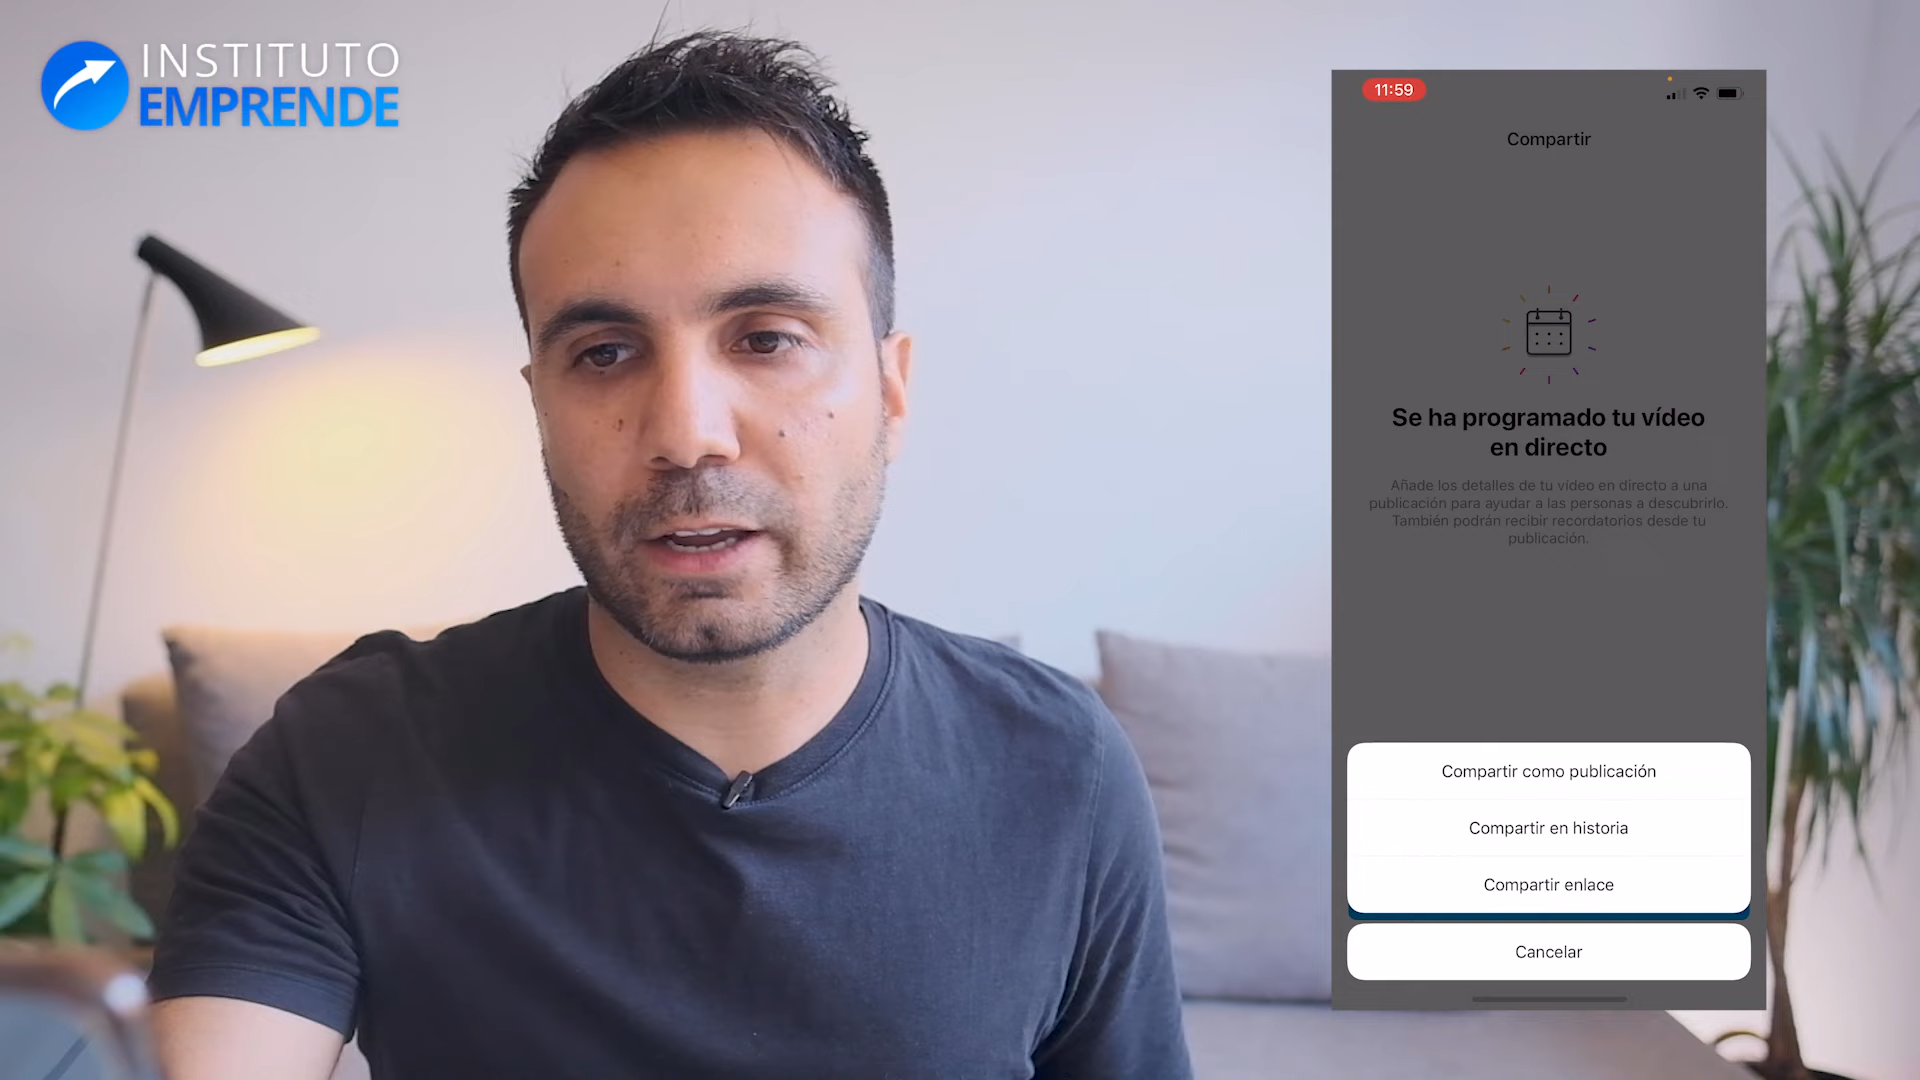 INSTITUTO
EMPRENDE
11:59
Compartir
Se ha programado tu vídeo
en directo
Añade los detalles de tu vídeo en directo a una
publicación para ayudar a las personas a descubrirlo.
También podrán recibir recordatorios desde tu
publicación.
Compartir como publicación
Compartir en historia
Compartir enlace
Cancelar